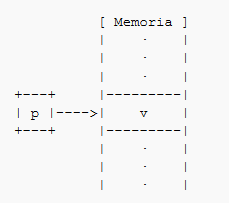 [ Memoria ]
|    ·    |
|    ·    |
|    ·    |
+---+     |---------|
| p |---->|    v    |
+---+     |---------|
|    ·    |
|    ·    |
|    ·    |